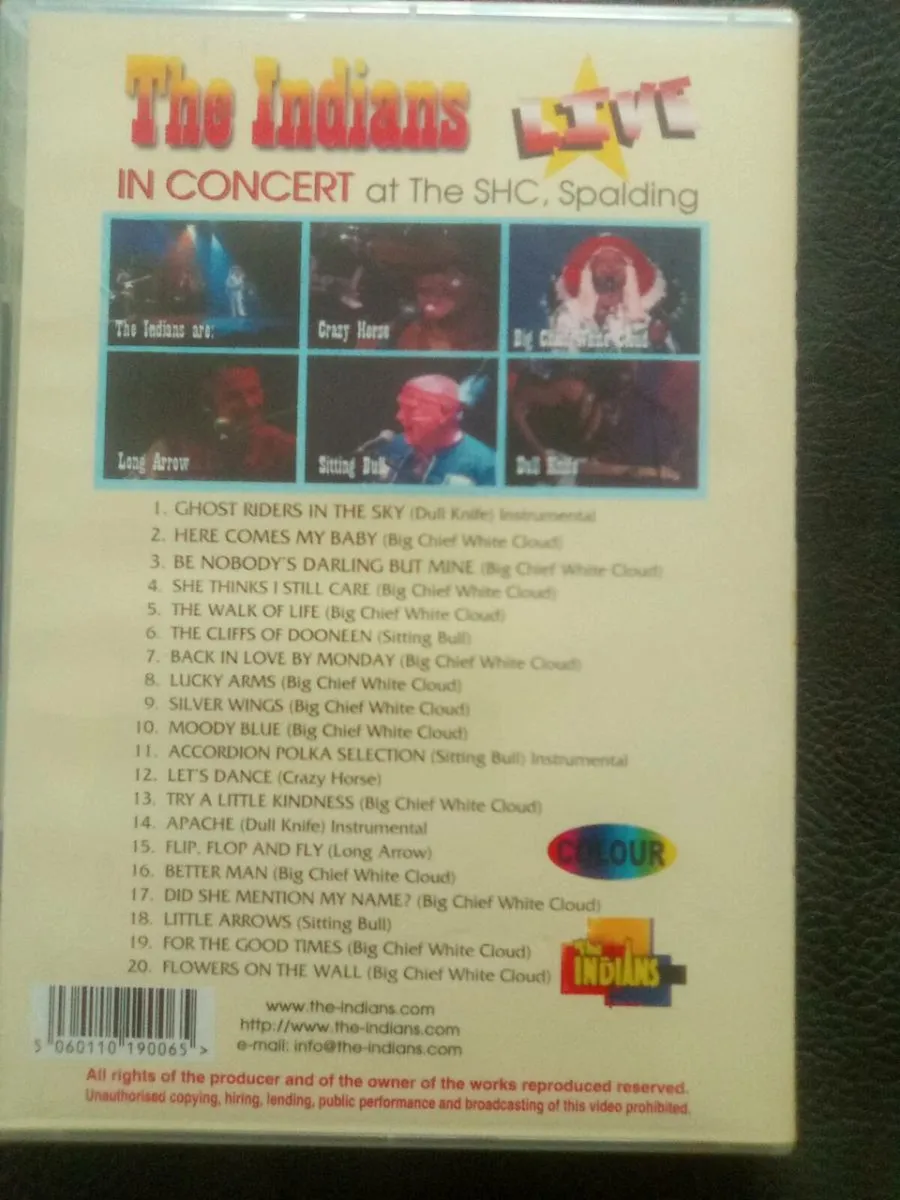 The Indians
LIVE
IN CONCERT at The SHC, Spalding
The Indians are:
Crazy Horse
Big Chief White Cloud
Long Arrow
Sitting Bull
Dull Knife
1. GHOST RIDERS IN THE SKY (Dull Knife) Instrumental
2. HERE COMES MY BABY (Big Chief White Cloud)
3. BE NOBODY'S DARLING BUT MINE (Big Chief White Cloud)
4. SHE THINKS I STILL CARE (Big Chief White Cloud)
5. THE WALK OF LIFE (Big Chief White Cloud)
6. THE CLIFFS OF DOONEEN (Sitting Bull)
7. BACK IN LOVE BY MONDAY (Big Chief White Cloud)
8. LUCKY ARMS (Big Chief White Cloud)
9. SILVER WINGS (Big Chief White Cloud)
10. MOODY BLUE (Big Chief White Cloud)
11. ACCORDION POLKA SELECTION (Sitting Bull) Instrumental
12. LET'S DANCE (Crazy Horse)
13. TRY A LITTLE KINDNESS (Big Chief White Cloud)
14. APACHE (Dull Knife) Instrumental
15. FLIP, FLOP AND FLY (Long Arrow)
16. BETTER MAN (Big Chief White Cloud)
17. DID SHE MENTION MY NAME? (Big Chief White Cloud)
18. LITTLE ARROWS (Sitting Bull)
19. FOR THE GOOD TIMES (Big Chief White Cloud)
20. FLOWERS ON THE WALL (Big Chief White Cloud)
COLOUR
The INDIANS
www.the-indians.com
http://www.the-indians.com
e-mail: info@the-indians.com
5 060110 190065 >
All rights of the producer and of the owner of the works reproduced reserved.
Unauthorised copying, hiring, lending, public performance and broadcasting of this video prohibited.